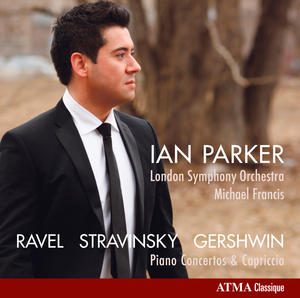 IAN PARKER
London Symphony Orchestra
Michael Francis
RAVEL STRAVINSKY GERSHWIN
Piano Concertos & Capriccio
ATMA Classique